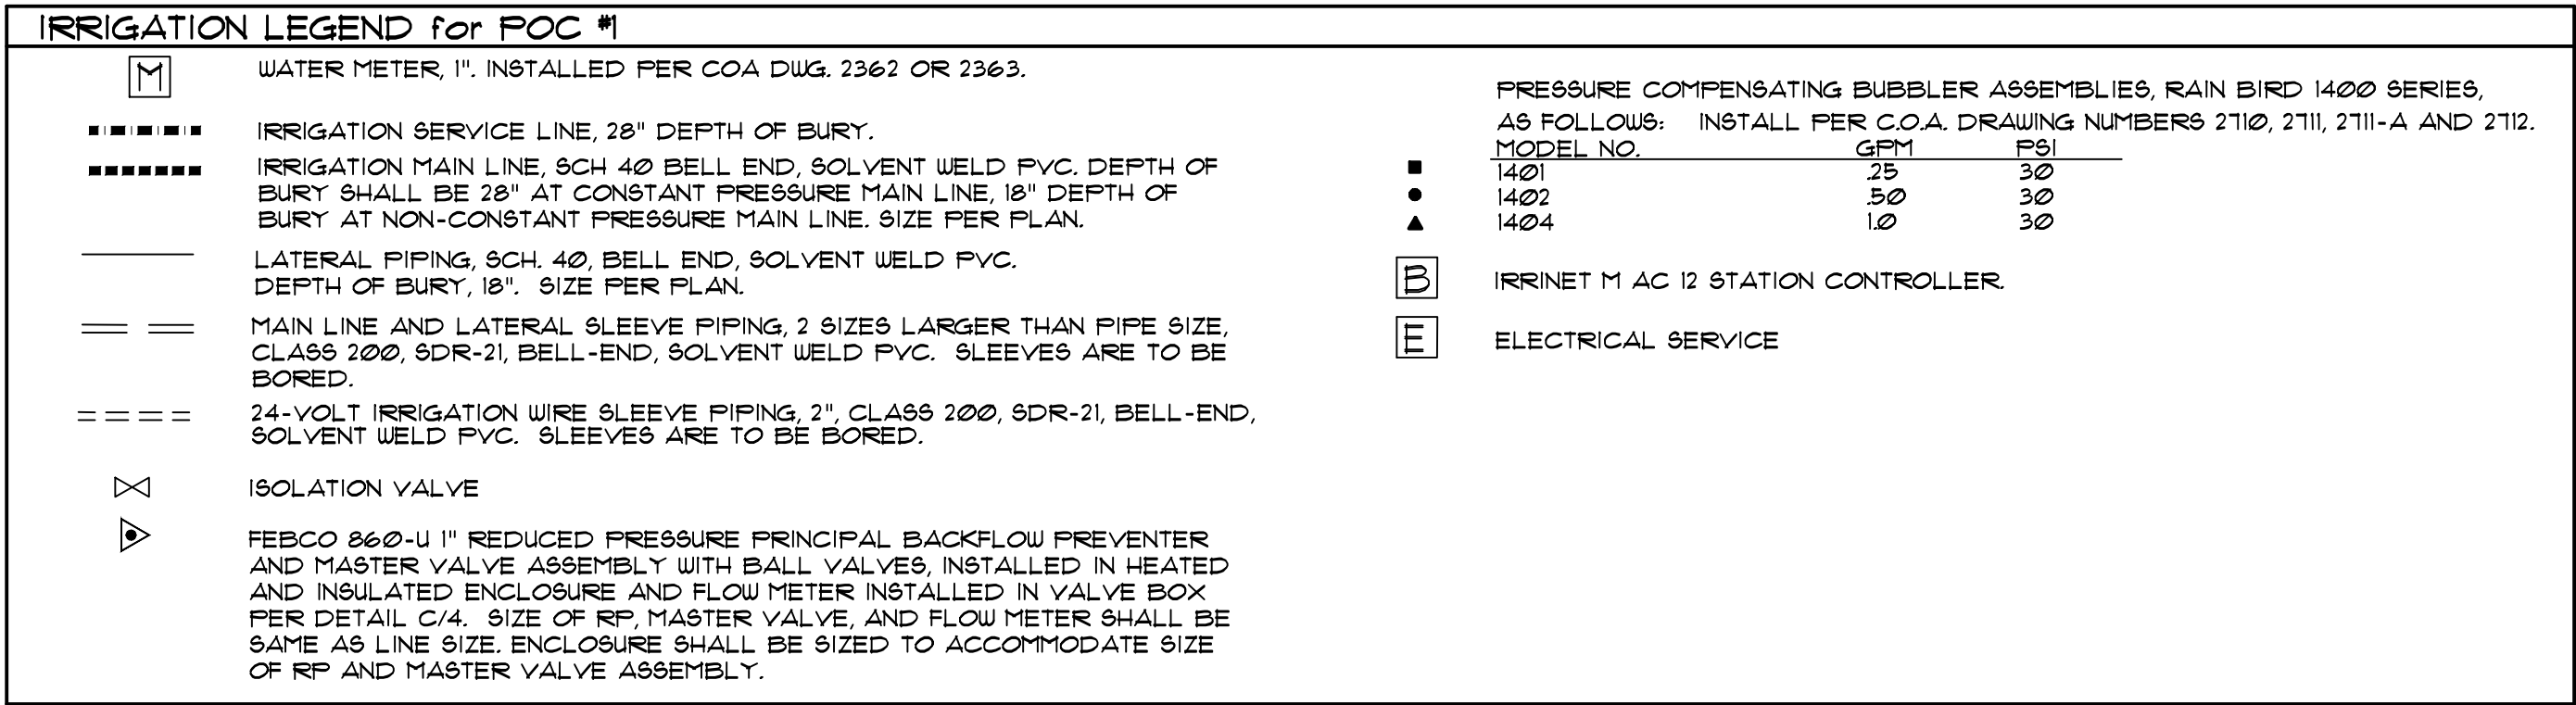 IRRIGATION LEGEND for POC #1
M
WATER METER, 1". INSTALLED PER COA DWG. 2362 OR 2363.
IRRIGATION SERVICE LINE, 28" DEPTH OF BURY.
IRRIGATION MAIN LINE, SCH 40 BELL END, SOLVENT WELD PVC. DEPTH OF
BURY SHALL BE 28" AT CONSTANT PRESSURE MAIN LINE, 18" DEPTH OF
BURY AT NON-CONSTANT PRESSURE MAIN LINE. SIZE PER PLAN.
LATERAL PIPING, SCH. 40, BELL END, SOLVENT WELD PVC.
DEPTH OF BURY, 18". SIZE PER PLAN.
MAIN LINE AND LATERAL SLEEVE PIPING, 2 SIZES LARGER THAN PIPE SIZE,
CLASS 200, SDR-21, BELL-END, SOLVENT WELD PVC. SLEEVES ARE TO BE
BORED.
24-VOLT IRRIGATION WIRE SLEEVE PIPING, 2", CLASS 200, SDR-21, BELL-END,
SOLVENT WELD PVC. SLEEVES ARE TO BE BORED.
ISOLATION VALVE
FEBCO 860-U 1" REDUCED PRESSURE PRINCIPAL BACKFLOW PREVENTER
AND MASTER VALVE ASSEMBLY WITH BALL VALVES, INSTALLED IN HEATED
AND INSULATED ENCLOSURE AND FLOW METER INSTALLED IN VALVE BOX
PER DETAIL C/4. SIZE OF RP, MASTER VALVE, AND FLOW METER SHALL BE
SAME AS LINE SIZE. ENCLOSURE SHALL BE SIZED TO ACCOMMODATE SIZE
OF RP AND MASTER VALVE ASSEMBLY.
PRESSURE COMPENSATING BUBBLER ASSEMBLIES, RAIN BIRD 1400 SERIES,
AS FOLLOWS: INSTALL PER C.O.A. DRAWING NUMBERS 2710, 2711, 2711-A AND 2712.
MODEL NO. GPM PSI
1401 .25 30
1402 .50 30
1404 1.0 30
B
IRRINET M AC 12 STATION CONTROLLER.
E
ELECTRICAL SERVICE